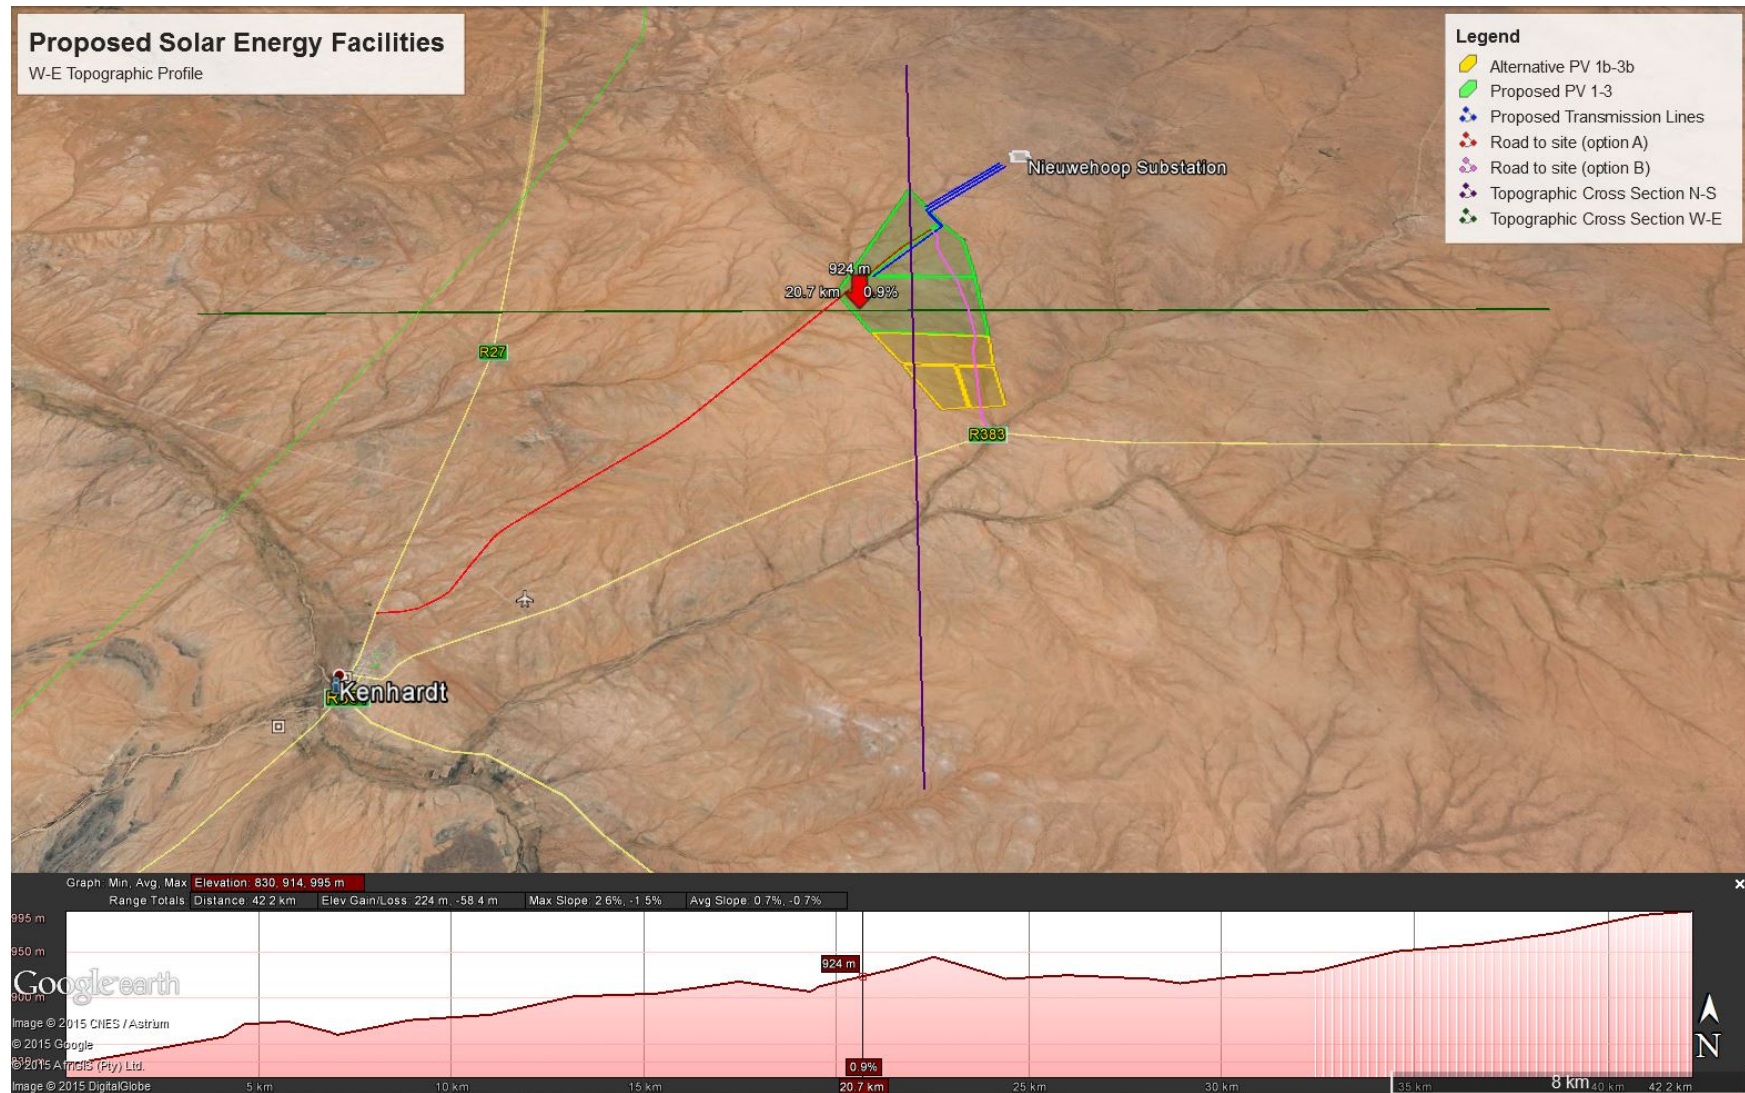 Proposed Solar Energy Facilities
W-E Topographic Profile
Legend
Alternative PV 1b-3b
Proposed PV 1-3
Proposed Transmission Lines
Road to site (option A)
Road to site (option B)
Topographic Cross Section N-S
Topographic Cross Section W-E
Nieuwehoop Substation
924 m
20.7 km
0.9%
R27
R383
Kenhardt
Graph: Min, Avg, Max Elevation: 830, 914, 995 m
Range Totals: Distance: 42.2 km Elev Gain/Loss: 224 m, -58.4 m Max Slope: 2.6%, -1.5% Avg Slope: 0.7%, -0.7%
995 m
950 m
924 m
Google earth
900 m
Image © 2015 CNES / Astrium
© 2015 Google
© 2015 AfriGIS (Pty) Ltd.
0.9%
Image © 2015 DigitalGlobe
5 km 10 km 15 km 20.7 km 25 km 30 km 35 km 8 km 40 km 42.2 km
N